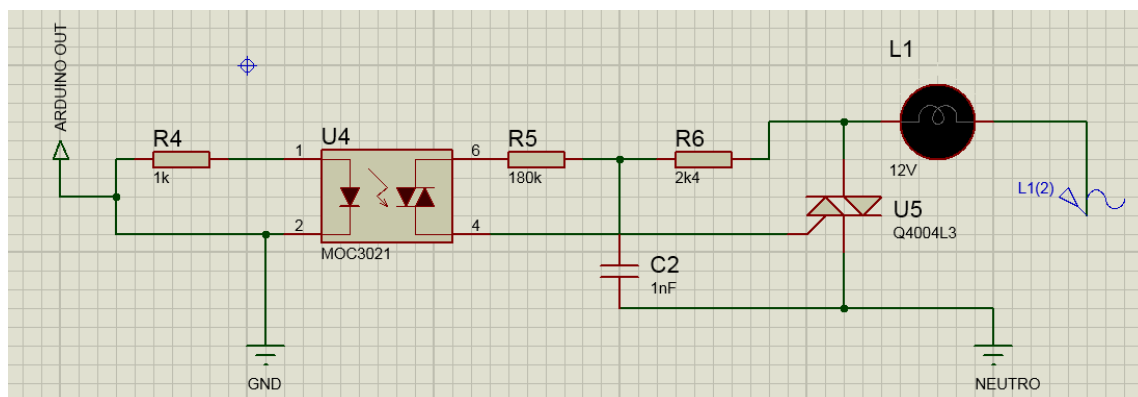 ARDUINO OUT
R4
1k
U4
1
2
6
4
MOC3021
R5
180k
R6
2k4
C2
1nF
L1
12V
L1(2)
U5
Q4004L3
GND
NEUTRO